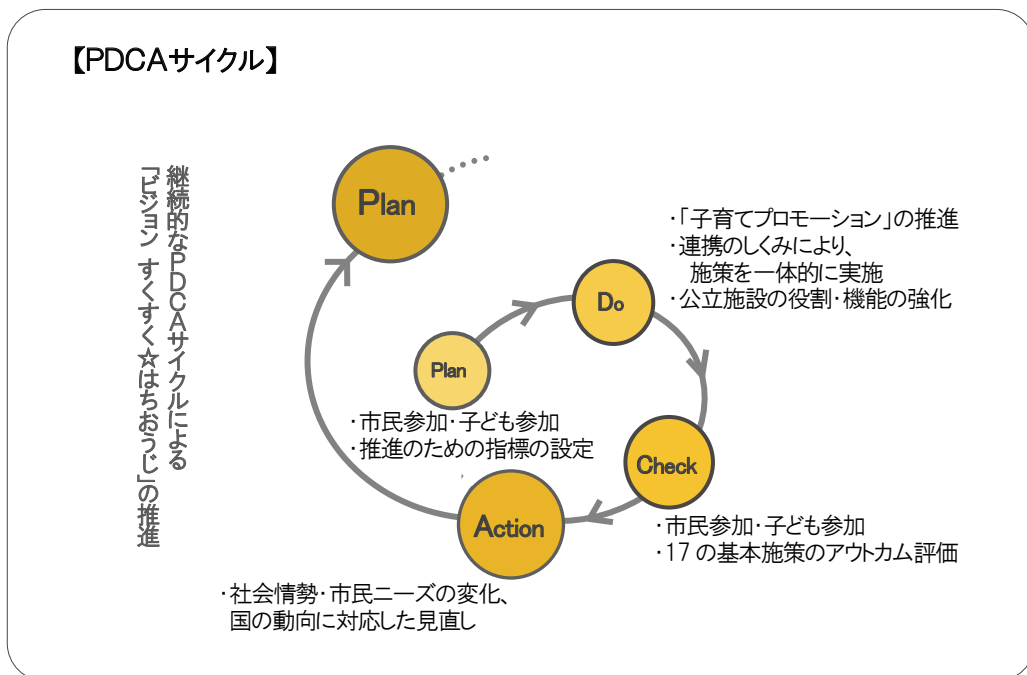 【PDCAサイクル】
継続的なPDCAサイクルによる
「ビジョン すくすく☆はちおうじ」の推進
Plan
・「子育てプロモーション」の推進
・連携のしくみにより、
施策を一体的に実施
・公立施設の役割・機能の強化
Do
Plan
・市民参加・子ども参加
・推進のための指標の設定
Check
・市民参加・子ども参加
・17の基本施策のアウトカム評価
Action
・社会情勢・市民ニーズの変化、
国の動向に対応した見直し